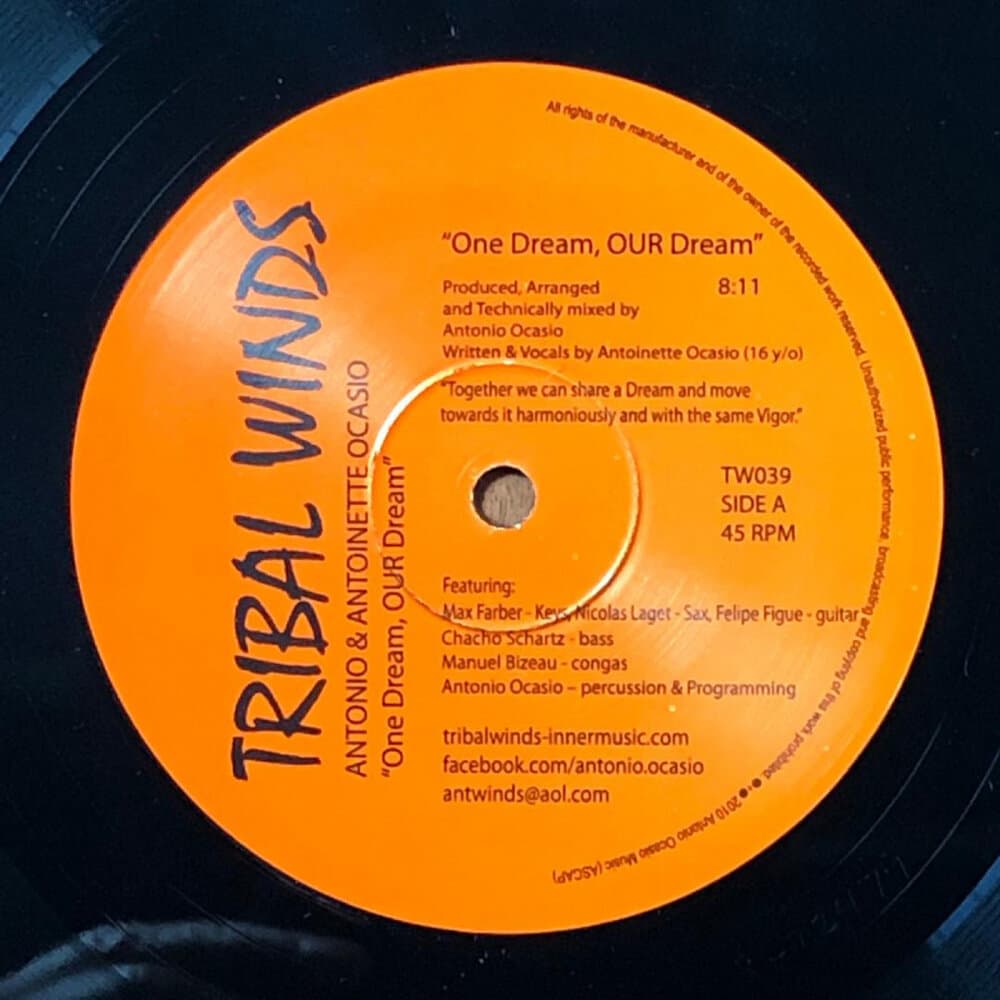 TRIBAL WINDS
ANTONIO & ANTOINETTE OCASIO
"One Dream, OUR Dream"
“One Dream, OUR Dream”
Produced, Arranged 8:11
and Technically mixed by
Antonio Ocasio
Written & Vocals by Antoinette Ocasio (16 y/o)
"Together we can share a Dream and move
towards it harmoniously and with the same Vigor."
TW039
SIDE A
45 RPM
Featuring:
Max Farber - Keys, Nicolas Laget - Sax, Felipe Figue - guitar
Chacho Schartz - bass
Manuel Bizeau - congas
Antonio Ocasio – percussion & Programming
tribalwinds-innermusic.com
facebook.com/antonio.ocasio
antwinds@aol.com
All rights of the manufacturer and of the owner of the recorded work reserved. Unauthorized public performance, broadcasting and copying of this work prohibited. ●•● 2010 Antonio Ocasio Music (ASCAP)